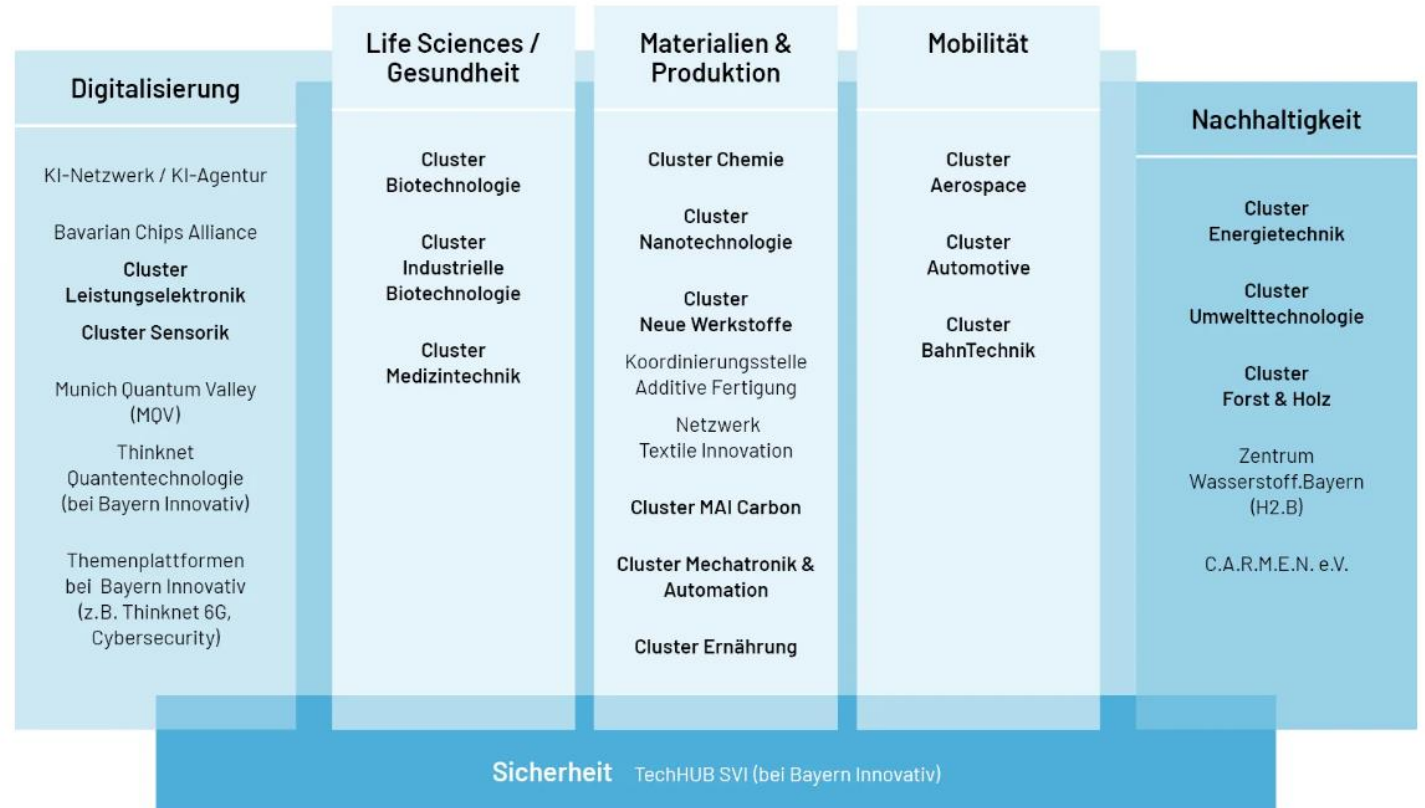 Digitalisierung
KI-Netzwerk / KI-Agentur
Bavarian Chips Alliance
Cluster
Leistungselektronik
Cluster Sensorik
Munich Quantum Valley
(MQV)
Thinknet
Quantentechnologie
(bei Bayern Innovativ)
Themenplattformen
bei Bayern Innovativ
(z.B. Thinknet 6G,
Cybersecurity)
Life Sciences /
Gesundheit
Cluster
Biotechnologie
Cluster
Industrielle
Biotechnologie
Cluster
Medizintechnik
Materialien &
Produktion
Cluster Chemie
Cluster
Nanotechnologie
Cluster
Neue Werkstoffe
Koordinierungsstelle
Additive Fertigung
Netzwerk
Textile Innovation
Cluster MAI Carbon
Cluster Mechatronik &
Automation
Cluster Ernährung
Mobilität
Cluster
Aerospace
Cluster
Automotive
Cluster
BahnTechnik
Nachhaltigkeit
Cluster
Energietechnik
Cluster
Umwelttechnologie
Cluster
Forst & Holz
Zentrum
Wasserstoff.Bayern
(H2.B)
C.A.R.M.E.N. e.V.
Sicherheit TechHUB SVI (bei Bayern Innovativ)